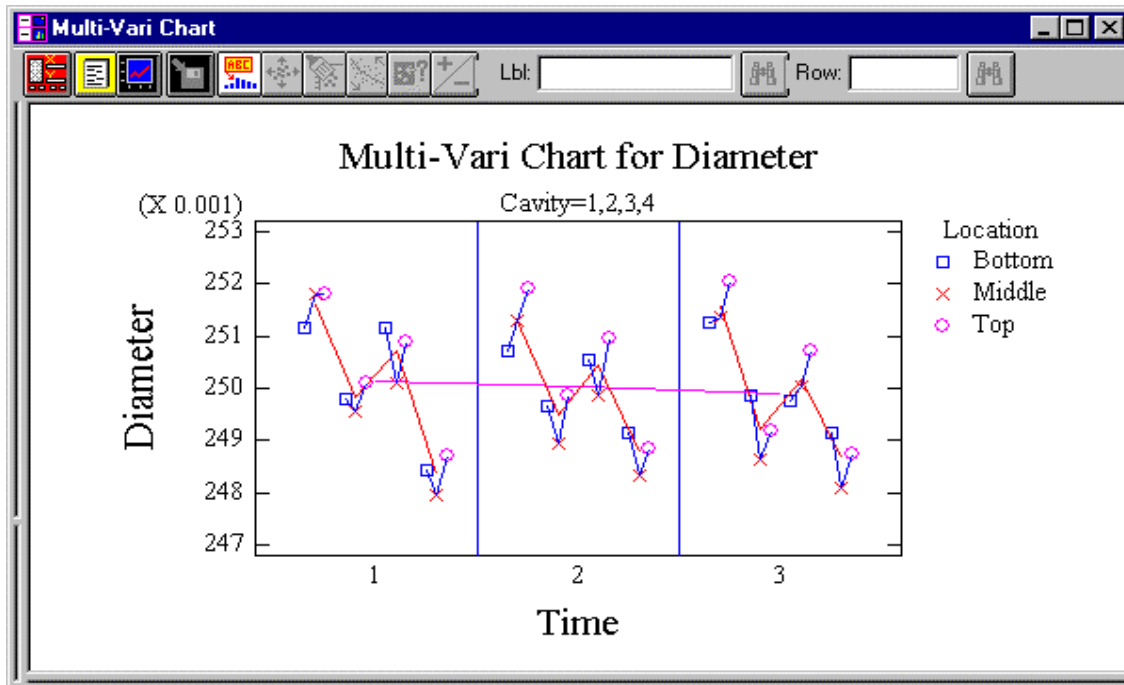 Multi-Vari Chart
ABC Lbl: Row:
Multi-Vari Chart for Diameter
(X 0.001) Cavity=1,2,3,4
253
252
251
250
249
248
247
Diameter
1 2 3
Time
Location
Bottom
Middle
Top